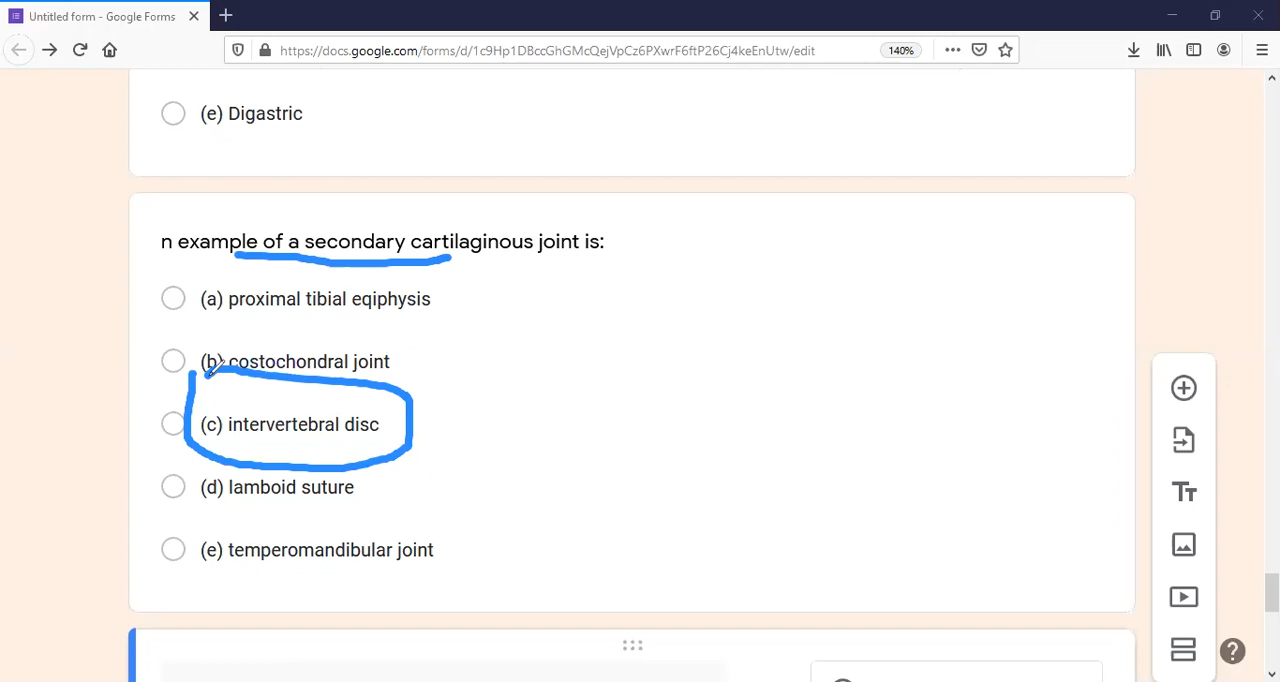 Untitled form - Google Forms
https://docs.google.com/forms/d/1c9Hp1DBccGhGMcQejVpCz6PXwrF6ftP26Cj4keEnUtw/edit
140%
(e) Digastric
n example of a secondary cartilaginous joint is:
(a) proximal tibial eqiphysis
(b) costochondral joint
(c) intervertebral disc
(d) lamboid suture
(e) temperomandibular joint
Tt